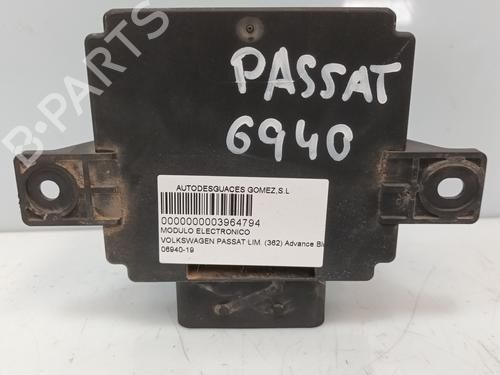 PASSAT
6940
AUTODESGUACES GOMEZ,S.L
0000000003964794
MODULO ELECTRONICO
VOLKSWAGEN PASSAT LIM. (362) Advance Bl
06940-19
B-PARTS